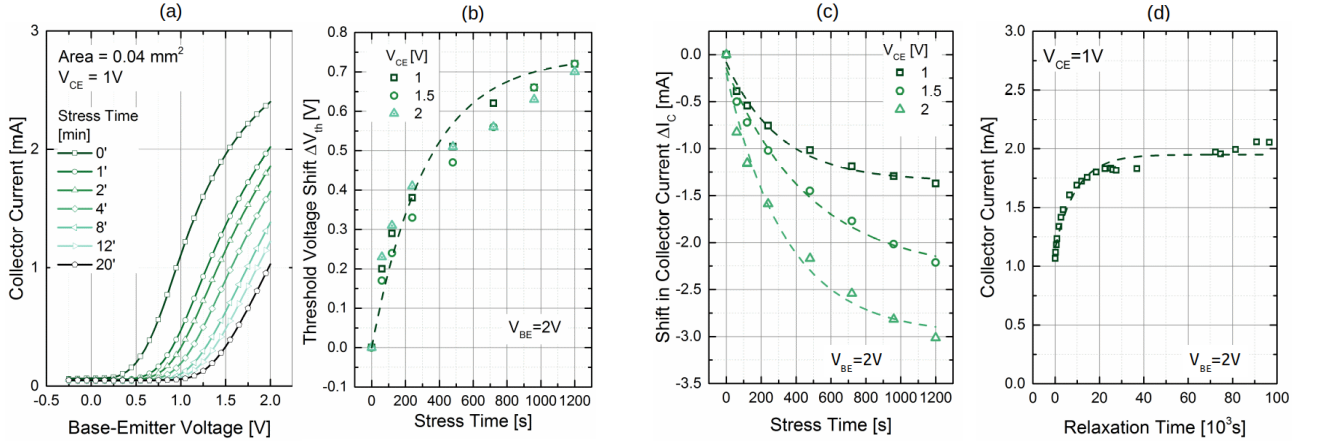 (a)
Collector Current [mA]
3
2
1
0
Area = 0.04 mm²
V_CE = 1V
Stress Time
[min]
0'
1'
2'
4'
8'
12'
20'
-0.5 0.0 0.5 1.0 1.5 2.0
Base-Emitter Voltage [V]
(b)
Threshold Voltage Shift ΔV_th [V]
0.8
0.7
0.6
0.5
0.4
0.3
0.2
0.1
0.0
-0.1
V_CE [V]
1
1.5
2
V_BE=2V
0 200 400 600 800 1000 1200
Stress Time [s]
(c)
Shift in Collector Current ΔI_C [mA]
0.0
-0.5
-1.0
-1.5
-2.0
-2.5
-3.0
-3.5
V_CE [V]
1
1.5
2
V_BE=2V
0 200 400 600 800 1000 1200
Stress Time [s]
(d)
Collector Current [mA]
3.0
2.5
2.0
1.5
1.0
0.5
0.0
V_CE=1V
V_BE=2V
0 20 40 60 80 100
Relaxation Time [10³s]